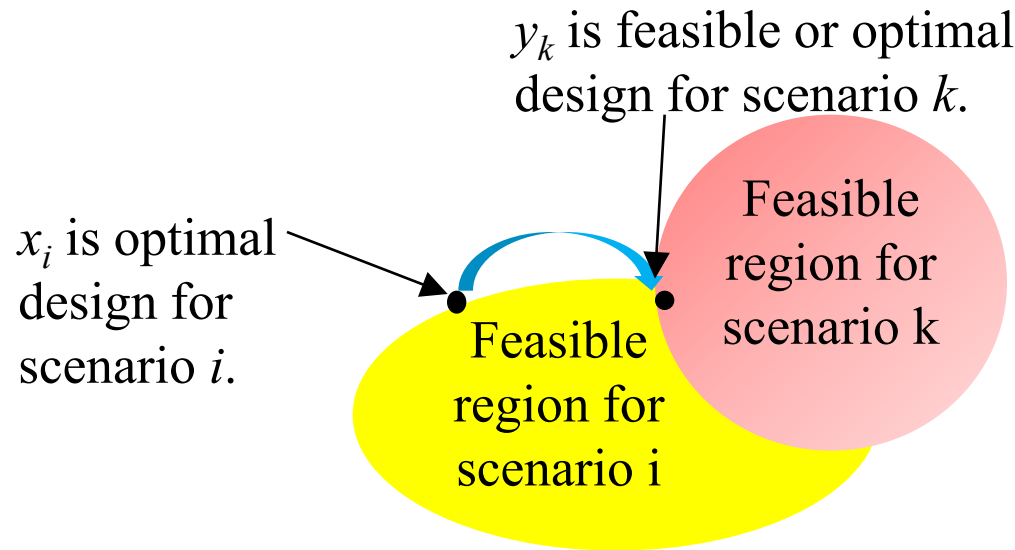 y_k is feasible or optimal
design for scenario k.
x_i is optimal
design for
scenario i.
Feasible
region for
scenario k
Feasible
region for
scenario i